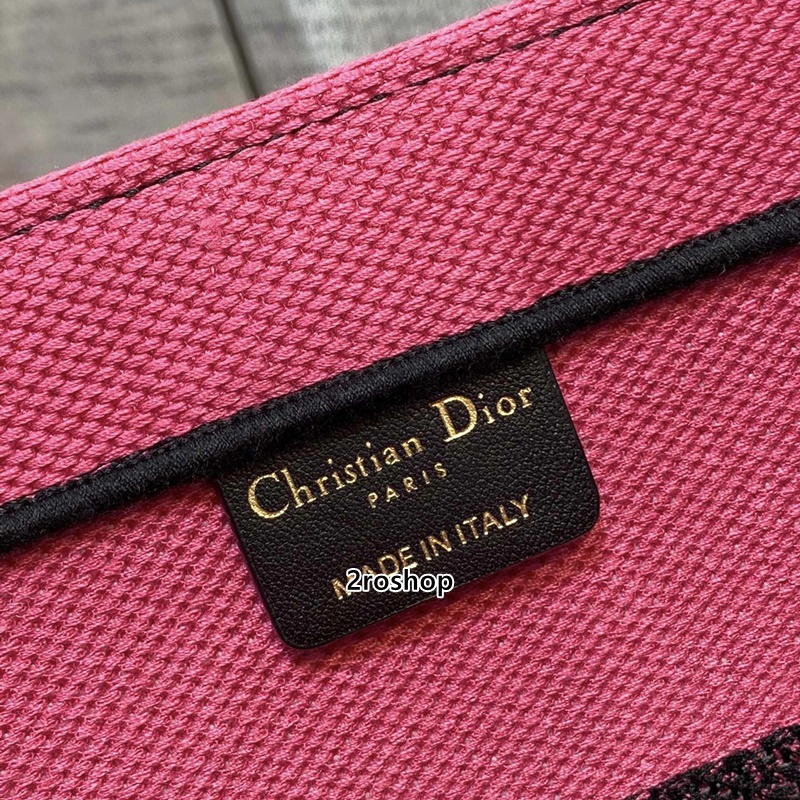 Christian Dior
PARIS
MADE IN ITALY
2roshop